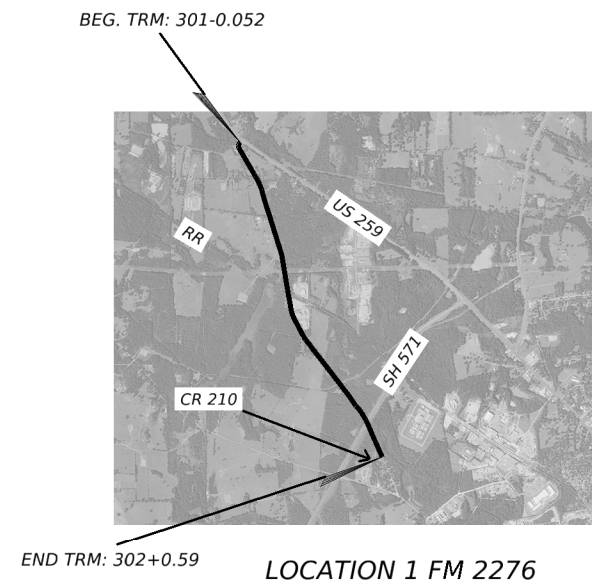 BEG. TRM: 301-0.052
US 259
RR
SH 571
CR 210
END TRM: 302+0.59
LOCATION 1 FM 2276